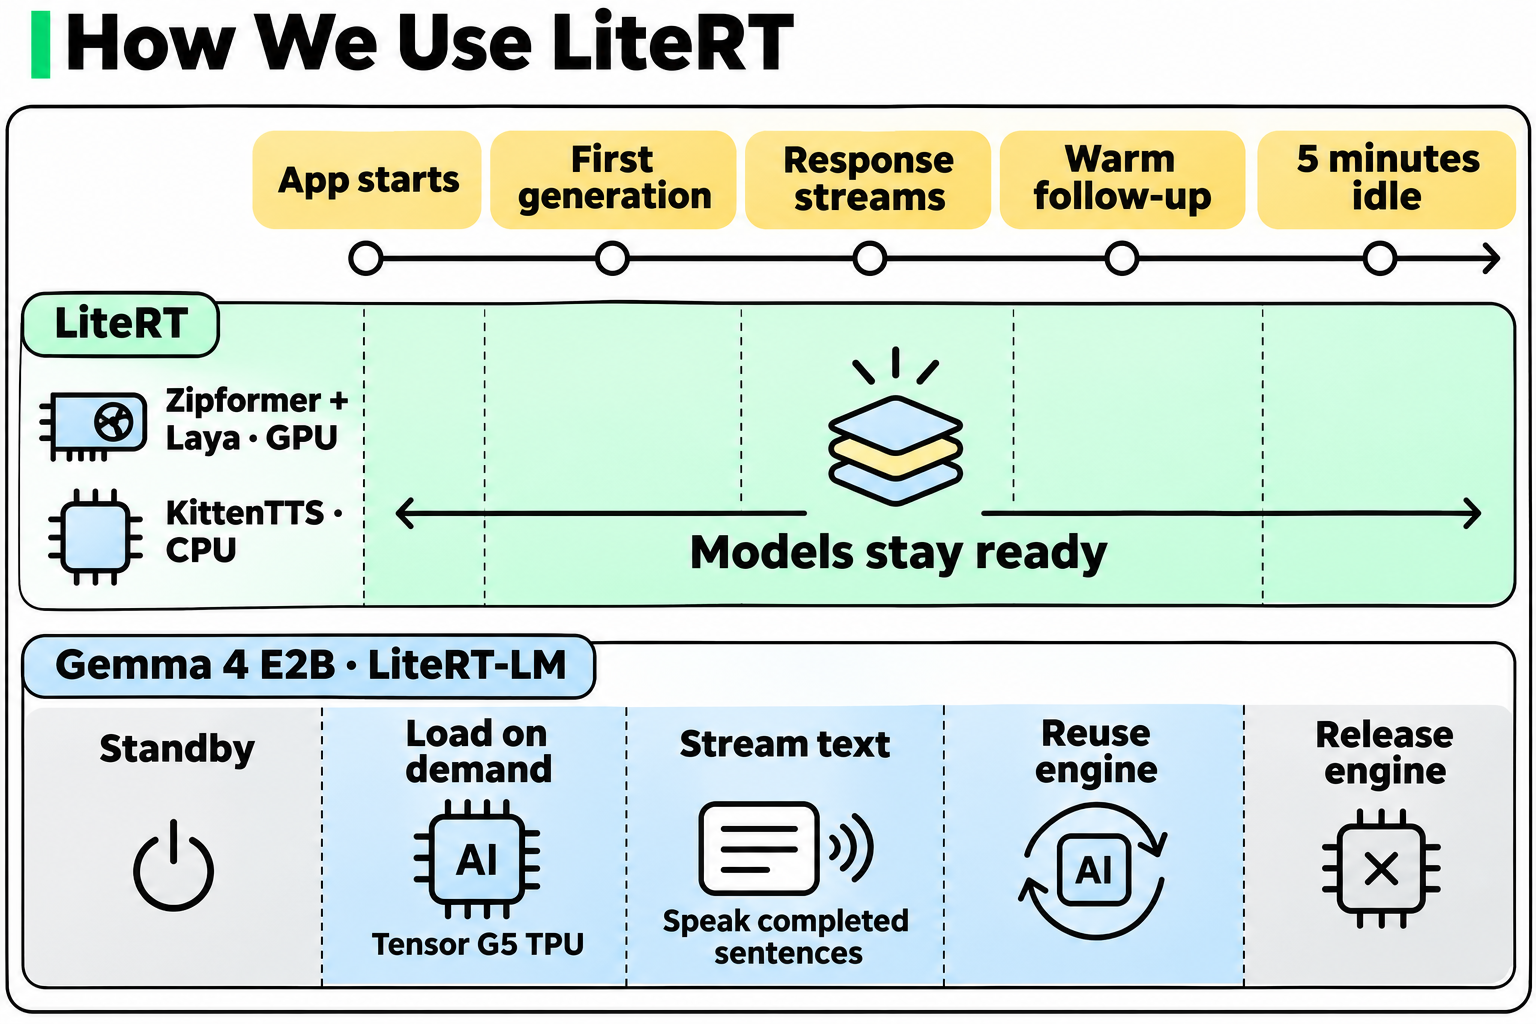 How We Use LiteRT
App starts
First
generation
Response
streams
Warm
follow-up
5 minutes
idle
LiteRT
Zipformer +
Laya · GPU
KittenTTS ·
CPU
Models stay ready
Gemma 4 E2B · LiteRT-LM
Standby
Load on
demand
AI
Tensor G5 TPU
Stream text
Speak completed
sentences
Reuse
engine
AI
Release
engine